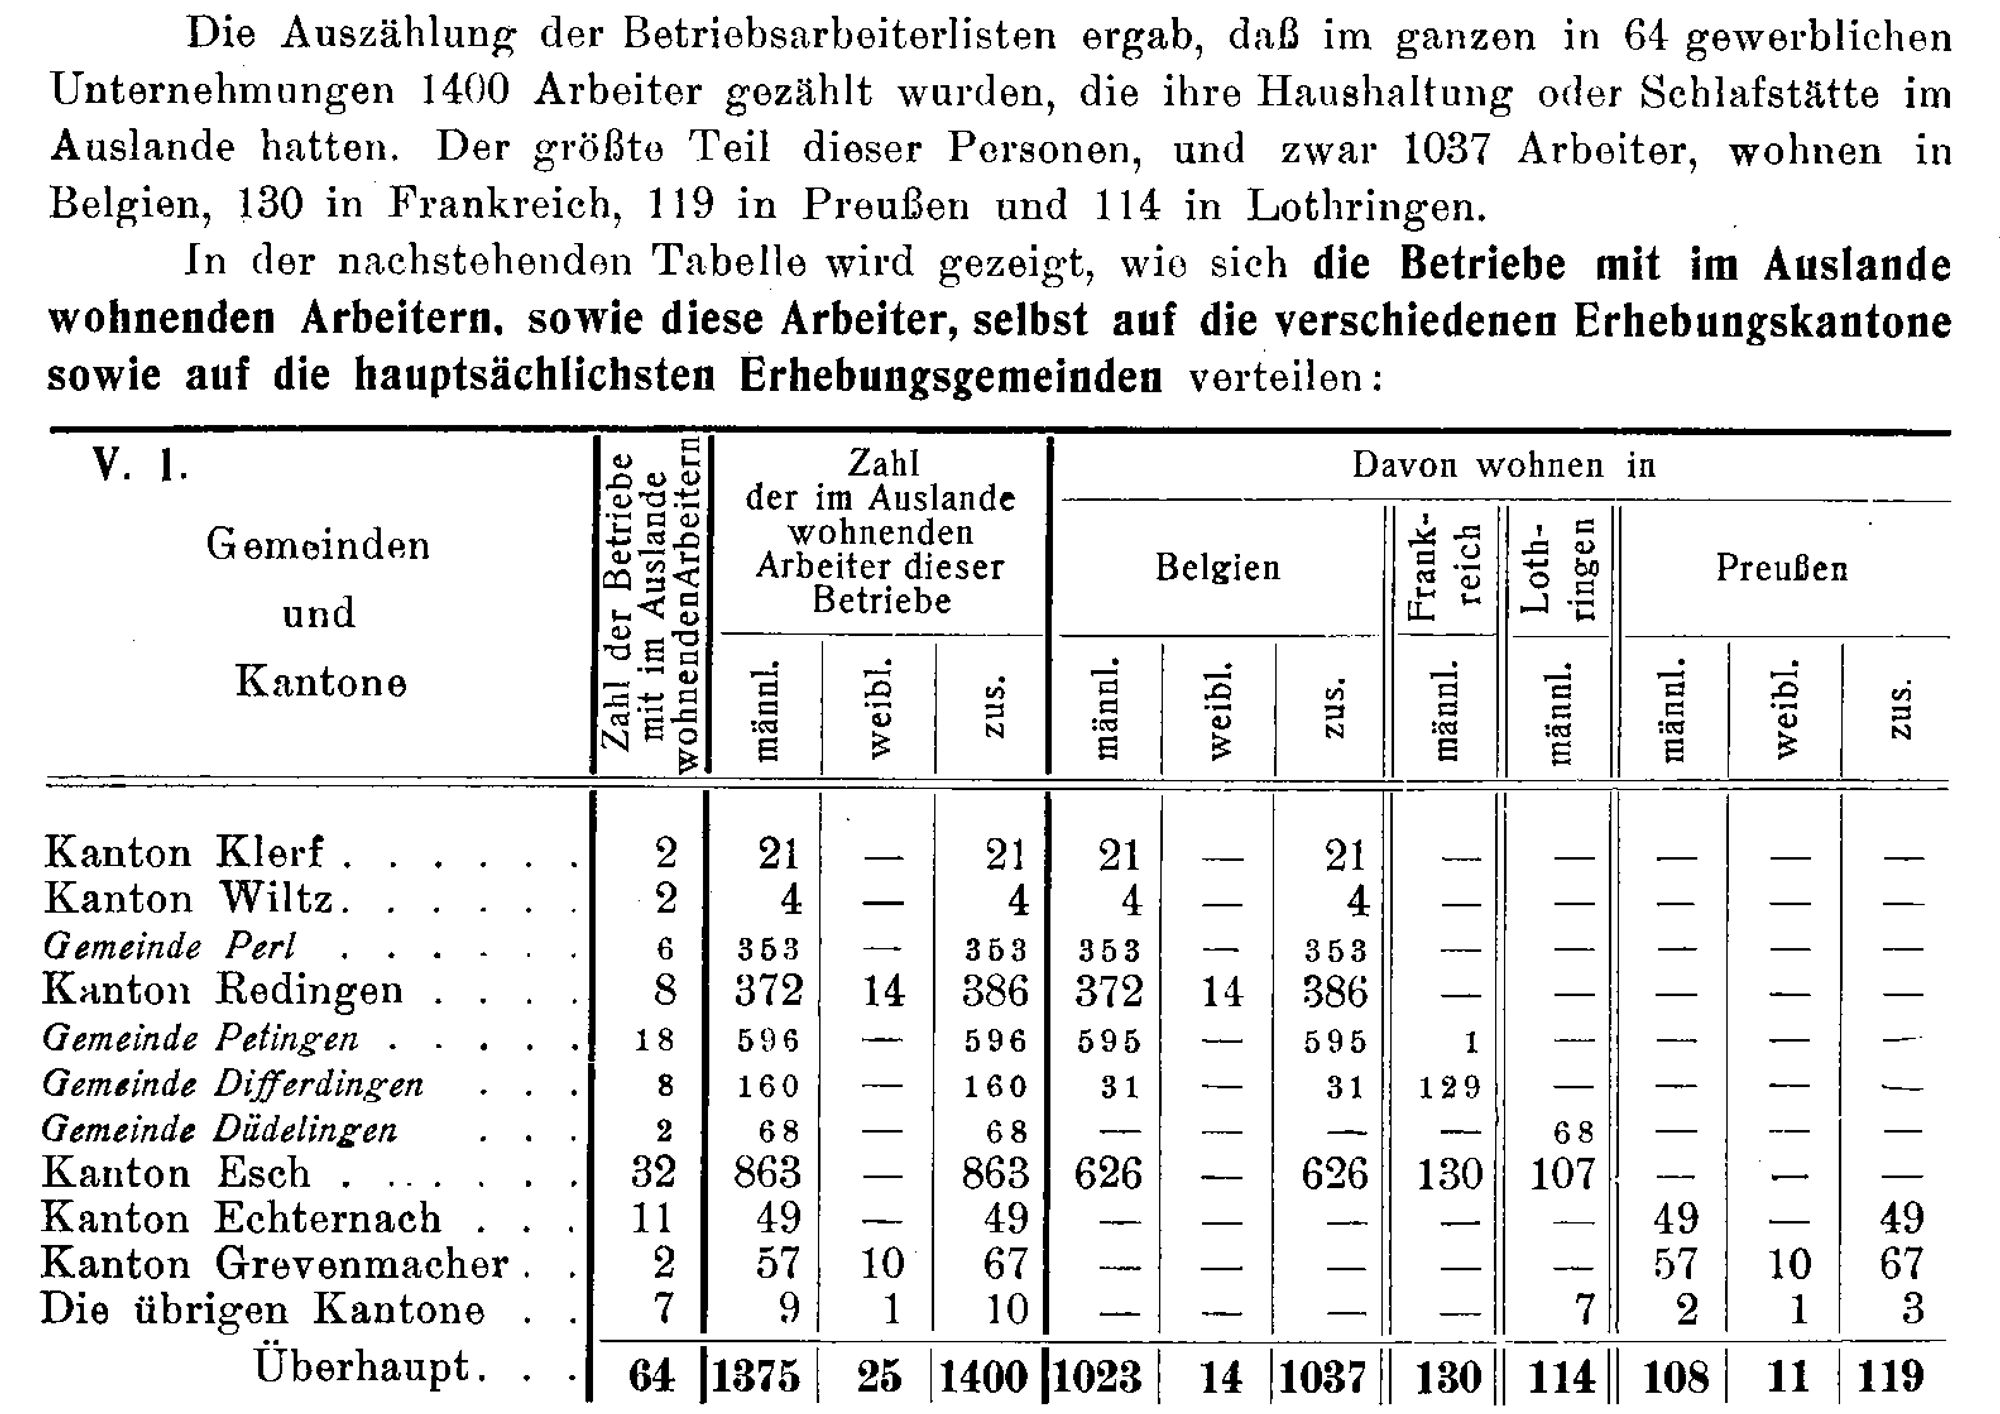 Die Auszählung der Betriebsarbeiterlisten ergab, daß im ganzen in 64 gewerblichen
Unternehmungen 1400 Arbeiter gezählt wurden, die ihre Haushaltung oder Schlafstätte im
Auslande hatten. Der größte Teil dieser Personen, und zwar 1037 Arbeiter, wohnen in
Belgien, 130 in Frankreich, 119 in Preußen und 114 in Lothringen.
In der nachstehenden Tabelle wird gezeigt, wie sich die Betriebe mit im Auslande
wohnenden Arbeitern, sowie diese Arbeiter, selbst auf die verschiedenen Erhebungskantone
sowie auf die hauptsächlichsten Erhebungsgemeinden verteilen:
V. 1.
Gemeinden
und
Kantone
Zahl der Betriebe
mit im Auslande
wohnenden Arbeitern
Zahl
der im Auslande
wohnenden
Arbeiter dieser
Betriebe
Davon wohnen in
Belgien
Frank-
reich
Loth-
ringen
Preußen
männl. weibl. zus. männl. weibl. zus. männl. männl. männl. weibl. zus.
Kanton Klerf . . . . . . 2 21 — 21 21 — 21 — — — — —
Kanton Wiltz . . . . . . 2 4 — 4 4 — 4 — — — — —
Gemeinde Perl . . . . . . 6 353 — 353 353 — 353 — — — — —
Kanton Redingen . . . . 8 372 14 386 372 14 386 — — — — —
Gemeinde Petingen . . . . . 18 596 — 596 595 — 595 1 — — — —
Gemeinde Differdingen . . . 8 160 — 160 31 — 31 129 — — — —
Gemeinde Düdelingen . . . 2 68 — 68 — — — — 68 — — —
Kanton Esch . . . . . . 32 863 — 863 626 — 626 130 107 — — —
Kanton Echternach . . . 11 49 — 49 — — — — — 49 — 49
Kanton Grevenmacher . . 2 57 10 67 — — — — — 57 10 67
Die übrigen Kantone . . 7 9 1 10 — — — — 7 2 1 3
Überhaupt . . . 64 1375 25 1400 1023 14 1037 130 114 108 11 119